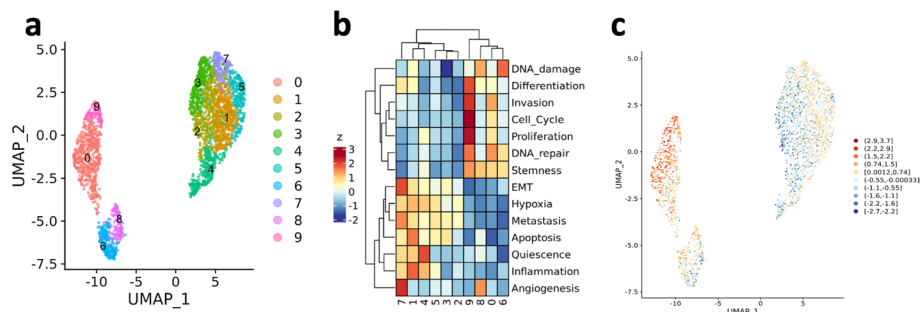 a
5.0
2.5
0.0
-2.5
-5.0
-7.5
UMAP_2
-10
-5
0
5
UMAP_1
7
3
5
1
2
4
9
0
8
6
0
1
2
3
4
5
6
7
8
9
b
z
3
2
1
0
-1
-2
DNA_damage
Differentiation
Invasion
Cell_Cycle
Proliferation
DNA_repair
Stemness
EMT
Hypoxia
Metastasis
Apoptosis
Quiescence
Inflammation
Angiogenesis
7 1 4 5 3 2 9 8 0 6
c
5.0
2.5
0.0
-2.5
-5.0
-7.5
UMAP_2
-10
-5
0
5
UMAP_1
(2.9,3.7]
(2.2,2.9]
(1.5,2.2]
(0.74,1.5]
(0.0012,0.74]
(-0.55,-0.00033]
(-1.1,-0.55]
(-1.6,-1.1]
(-2.2,-1.6]
(-2.7,-2.2]